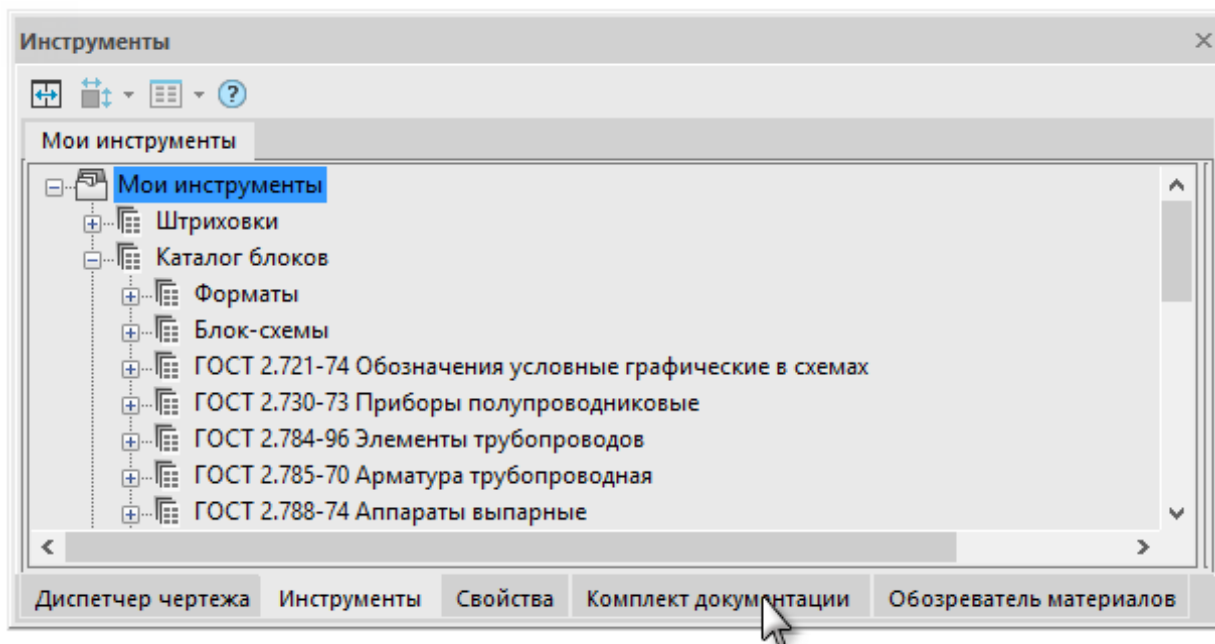 Инструменты
?
Мои инструменты
Мои инструменты
Штриховки
Каталог блоков
Форматы
Блок-схемы
ГОСТ 2.721-74 Обозначения условные графические в схемах
ГОСТ 2.730-73 Приборы полупроводниковые
ГОСТ 2.784-96 Элементы трубопроводов
ГОСТ 2.785-70 Арматура трубопроводная
ГОСТ 2.788-74 Аппараты выпарные
Диспетчер чертежа Инструменты Свойства Комплект документации Обозреватель материалов